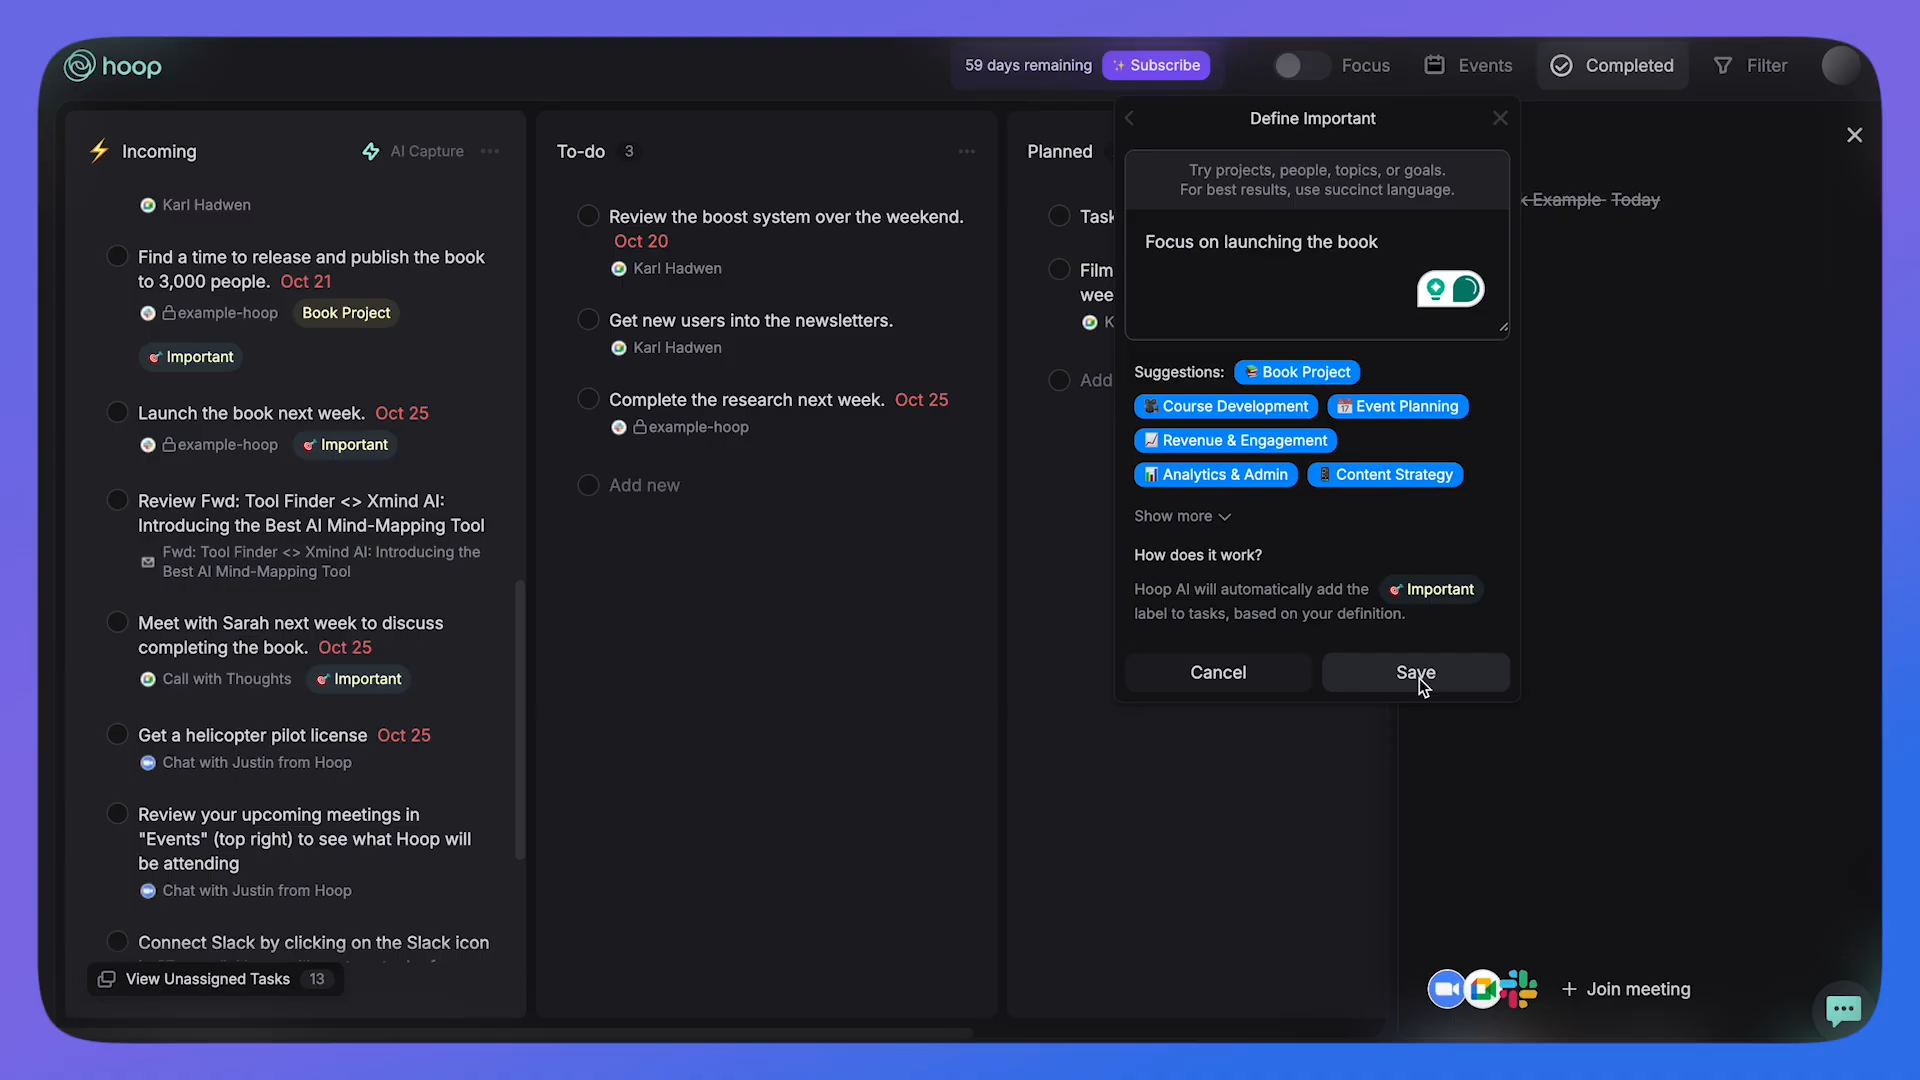 hoop
59 days remaining
Subscribe
Focus
Events
Completed
Filter
Incoming
AI Capture
Karl Hadwen
Find a time to release and publish the book
to 3,000 people. Oct 21
example-hoop
Book Project
Important
Launch the book next week. Oct 25
example-hoop
Important
Review Fwd: Tool Finder <> Xmind AI:
Introducing the Best AI Mind-Mapping Tool
Fwd: Tool Finder <> Xmind AI: Introducing the
Best AI Mind-Mapping Tool
Meet with Sarah next week to discuss
completing the book. Oct 25
Call with Thoughts
Important
Get a helicopter pilot license Oct 25
Chat with Justin from Hoop
Review your upcoming meetings in
"Events" (top right) to see what Hoop will
be attending
Chat with Justin from Hoop
Connect Slack by clicking on the Slack icon
View Unassigned Tasks 13
To-do 3
Review the boost system over the weekend.
Oct 20
Karl Hadwen
Get new users into the newsletters.
Karl Hadwen
Complete the research next week. Oct 25
example-hoop
Add new
Planned
Task
Film
wee
K
Add
Define Important
Try projects, people, topics, or goals.
For best results, use succinct language.
Focus on launching the book
Suggestions:
Book Project
Course Development
Event Planning
Revenue & Engagement
Analytics & Admin
Content Strategy
Show more
How does it work?
Hoop AI will automatically add the Important
label to tasks, based on your definition.
Cancel
Save
Example Today
+ Join meeting